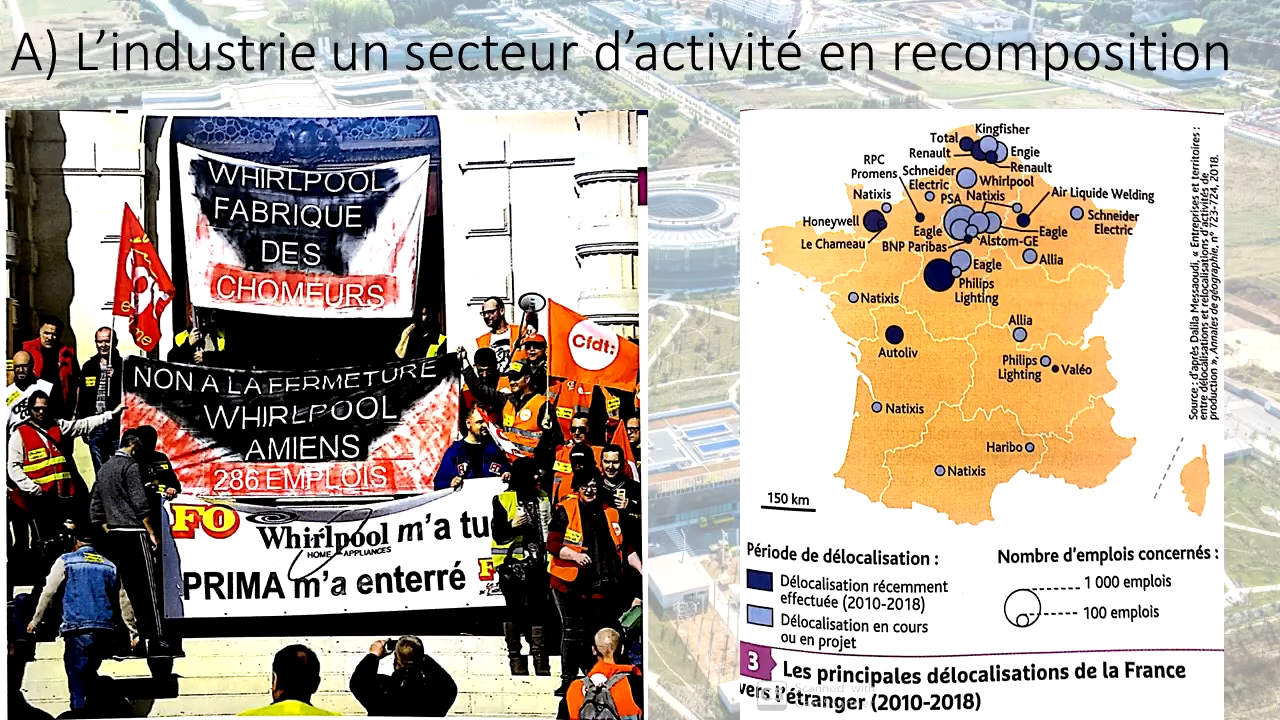 A) L’industrie un secteur d’activité en recomposition
WHIRLPOOL
FABRIQUE
DES
CHOMEURS
Cfdt:
NON A LA FERMETURE
WHIRLPOOL
AMIENS
286 EMPLOIS
FO
Whirlpool m’a tu
HOME APPLIANCES
PRIMA m’a enterré
Kingfisher
Total
Renault
Engie
Renault
RPC
Promens
Schneider
Electric
Whirlpool
Natixis
PSA
Natixis
Air Liquide Welding
Honeywell
Schneider
Electric
Eagle
Eagle
Le Chameau
BNP Paribas
Alstom-GE
Allia
Eagle
Philips
Lighting
Natixis
Allia
Autoliv
Philips
Lighting
Valéo
Natixis
Haribo
Natixis
150 km
Source : d’après Dalila Messaoudi, « Entreprises et territoires :
entre délocalisations et relocalisations d’activités de
production », Annales de géographie, n° 723-724, 2018.
Période de délocalisation :
Délocalisation récemment
effectuée (2010-2018)
Délocalisation en cours
ou en projet
Nombre d’emplois concernés :
1 000 emplois
100 emplois
3
Les principales délocalisations de la France
vers l’étranger (2010-2018)
Scanned with